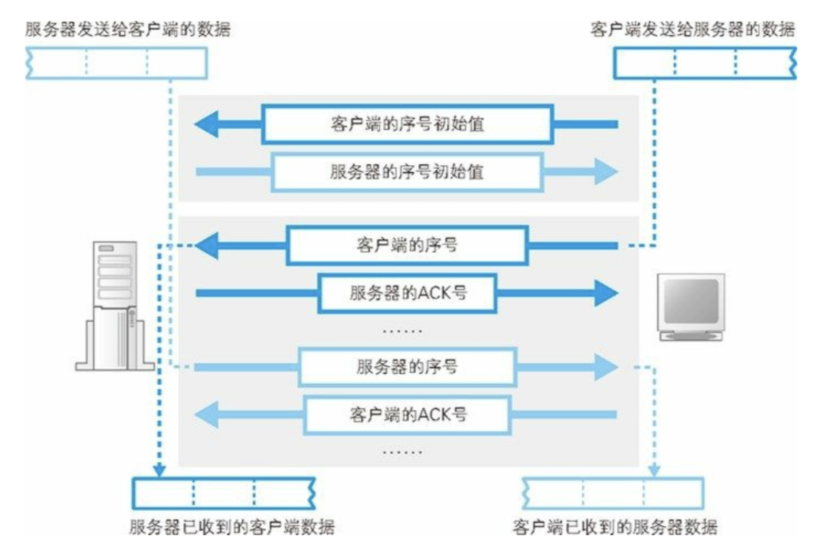 服务器发送给客户端的数据
客户端发送给服务器的数据
客户端的序号初始值
服务器的序号初始值
客户端的序号
服务器的ACK号
……
服务器的序号
客户端的ACK号
……
服务器已收到的客户端数据
客户端已收到的服务器数据